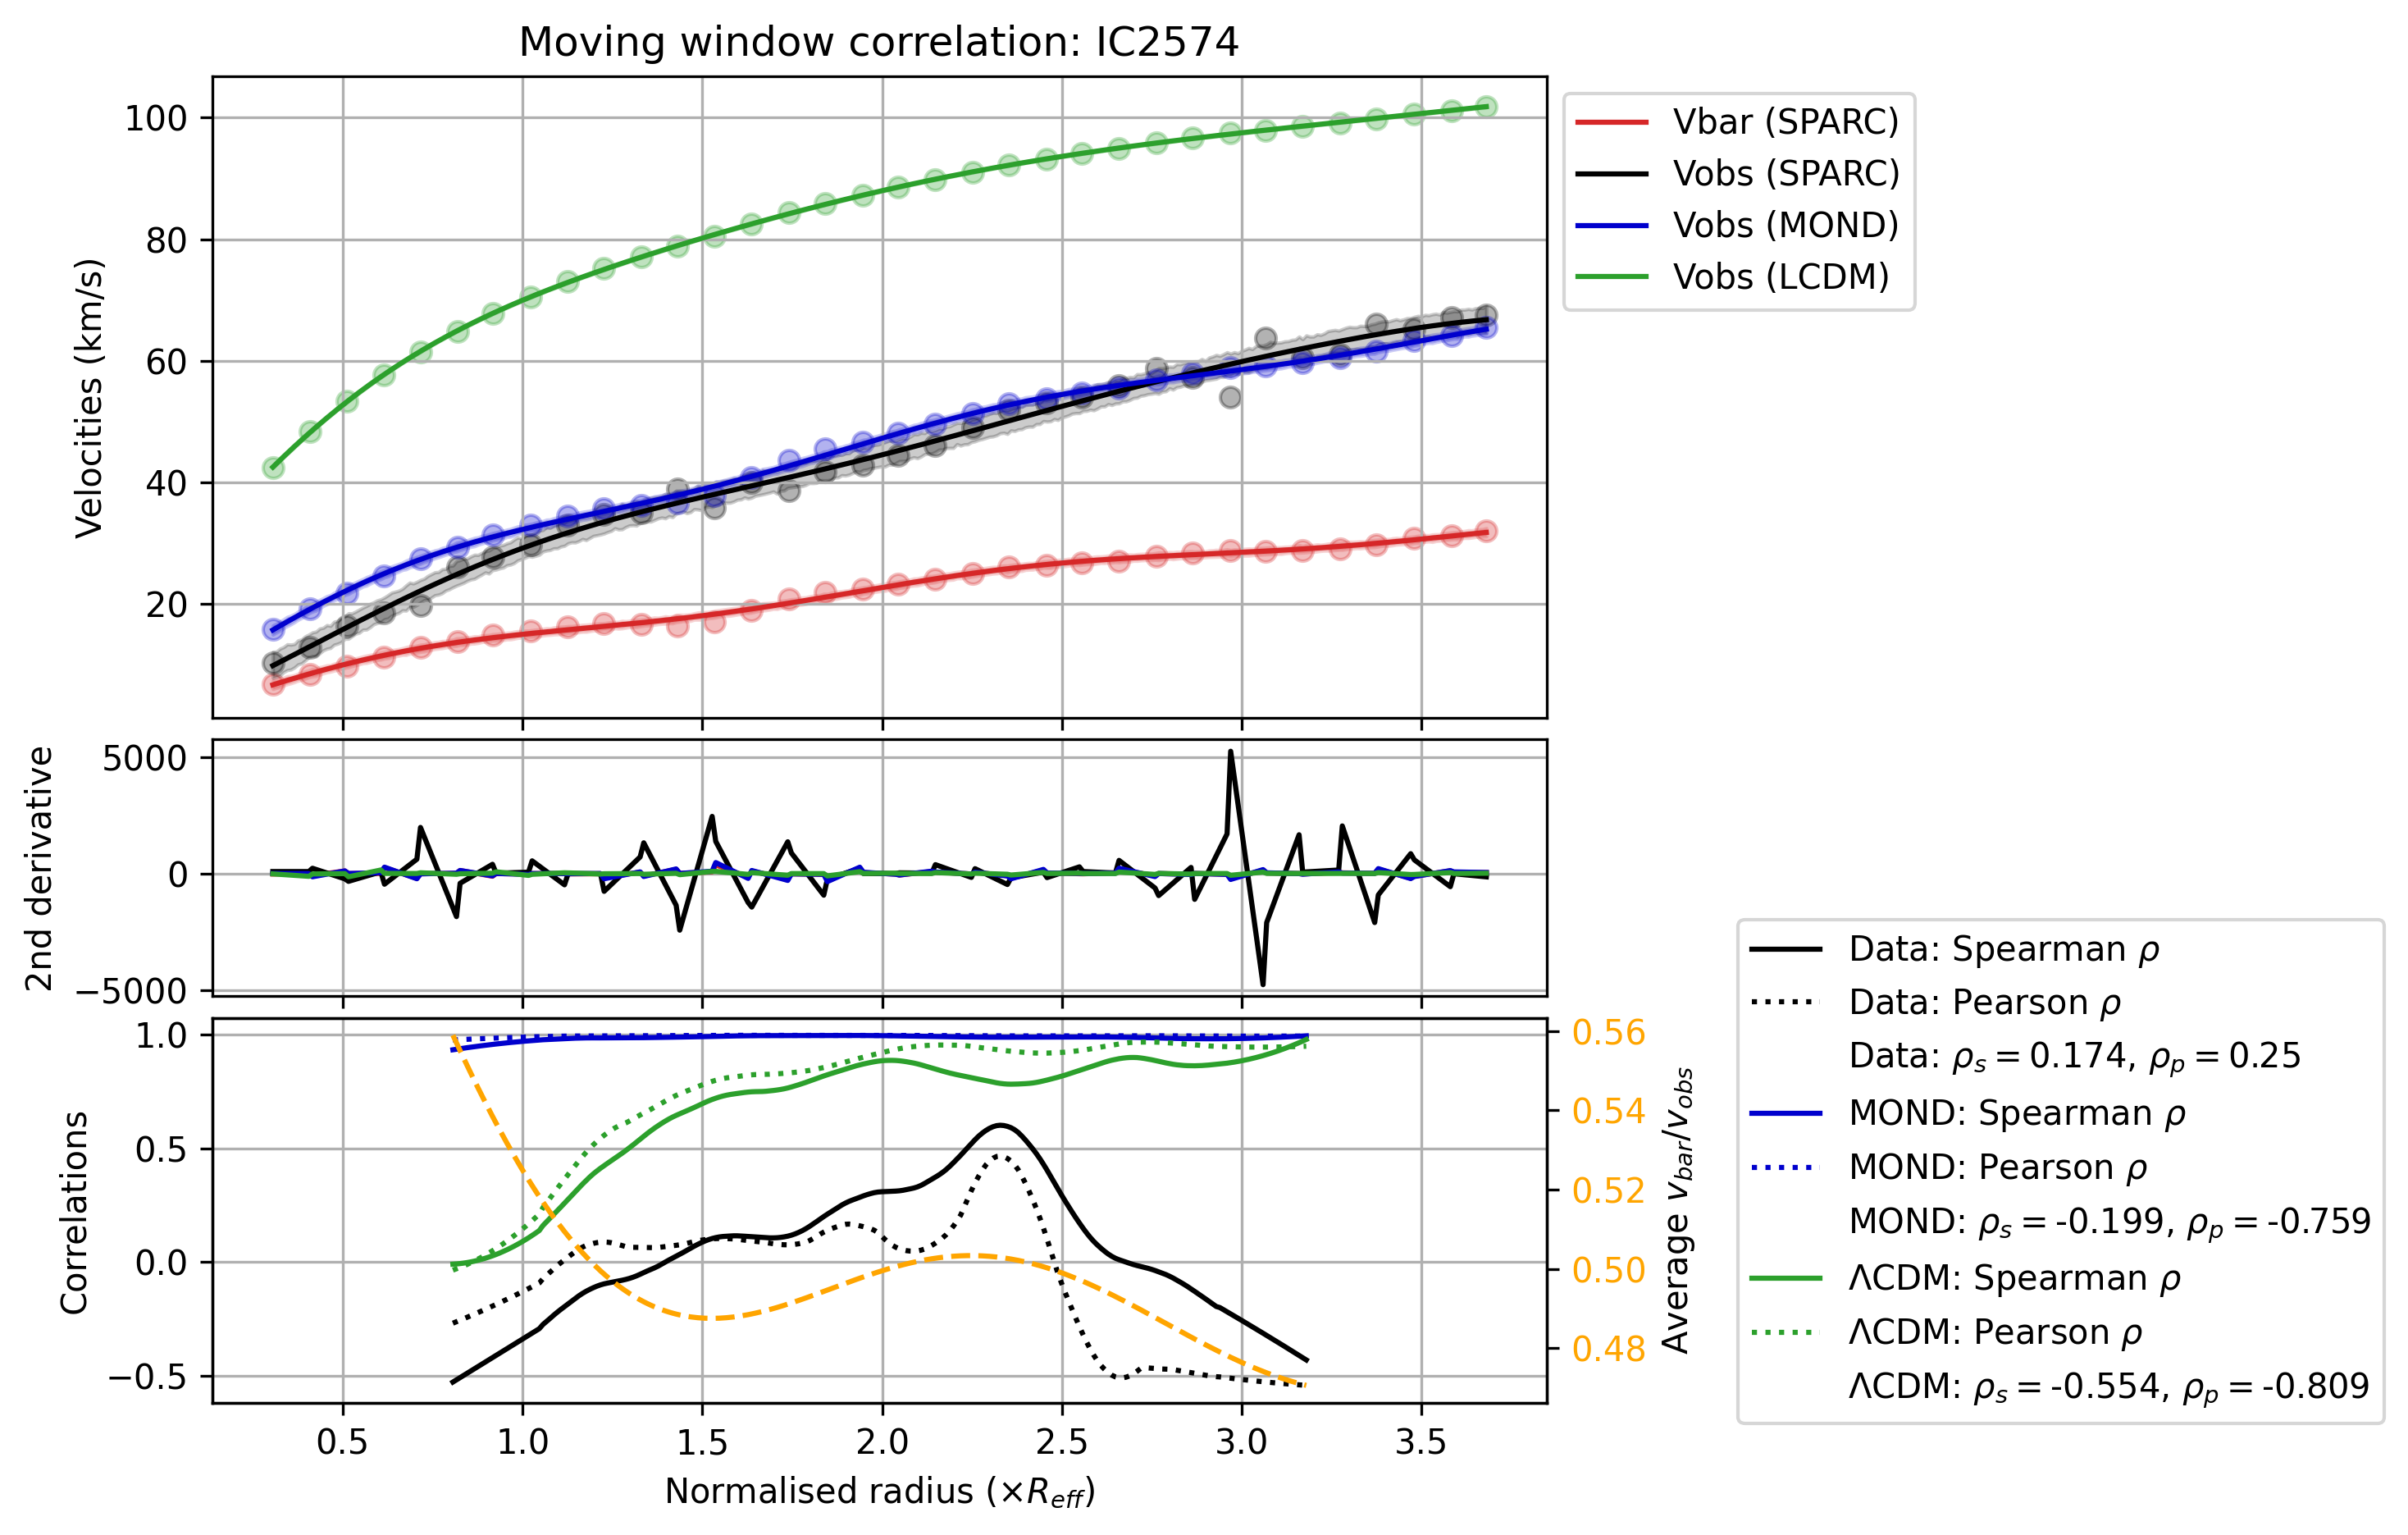 Moving window correlation: IC2574
100
80
60
40
20
Velocities (km/s)
Vbar (SPARC)
Vobs (SPARC)
Vobs (MOND)
Vobs (LCDM)
5000
0
−5000
2nd derivative
1.0
0.5
0.0
−0.5
Correlations
0.56
0.54
0.52
0.50
0.48
Average v_bar/v_obs
0.5 1.0 1.5 2.0 2.5 3.0 3.5
Normalised radius (×R_eff)
Data: Spearman ρ
Data: Pearson ρ
Data: ρ_s = 0.174, ρ_p = 0.25
MOND: Spearman ρ
MOND: Pearson ρ
MOND: ρ_s = -0.199, ρ_p = -0.759
ΛCDM: Spearman ρ
ΛCDM: Pearson ρ
ΛCDM: ρ_s = -0.554, ρ_p = -0.809